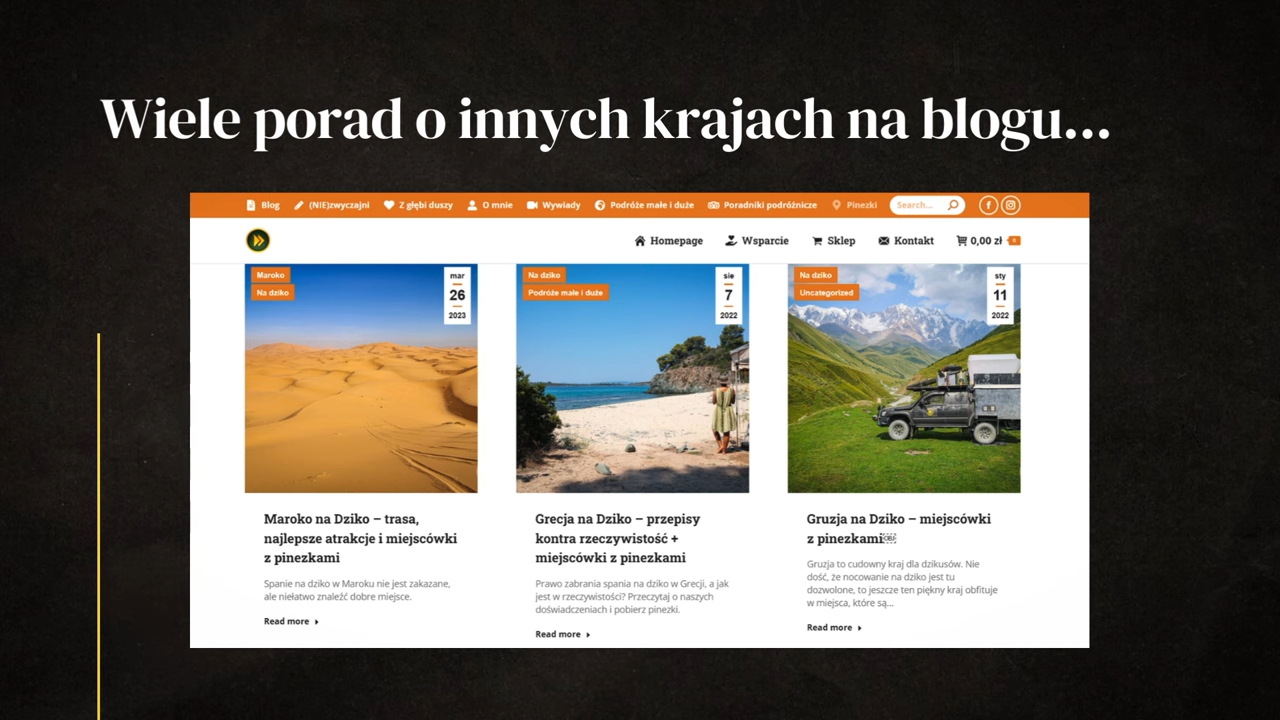 Wiele porad o innych krajach na blogu...
Blog (NIE)zwyczajni Z głębi duszy O mnie Wywiady Podróże małe i duże Poradniki podróżnicze Pinezki Search...
Homepage Wsparcie Sklep Kontakt 0,00 zł 0
Maroko
Na dziko
mar
26
2023
Maroko na Dziko – trasa,
najlepsze atrakcje i miejscówki
z pinezkami
Spanie na dziko w Maroku nie jest zakazane,
ale niełatwo znaleźć dobre miejsce.
Read more
Na dziko
Podróże małe i duże
sie
7
2022
Grecja na Dziko – przepisy
kontra rzeczywistość +
miejscówki z pinezkami
Prawo zabrania spania na dziko w Grecji, a jak
jest w rzeczywistości? Przeczytaj o naszych
doświadczeniach i pobierz pinezki.
Read more
Na dziko
Uncategorized
sty
11
2022
Gruzja na Dziko – miejscówki
z pinezkami￼
Gruzja to cudowny kraj dla dzikusów. Nie
dość, że nocowanie na dziko jest tu
dozwolone, to jeszcze ten piękny kraj obfituje
w miejsca, które są...
Read more